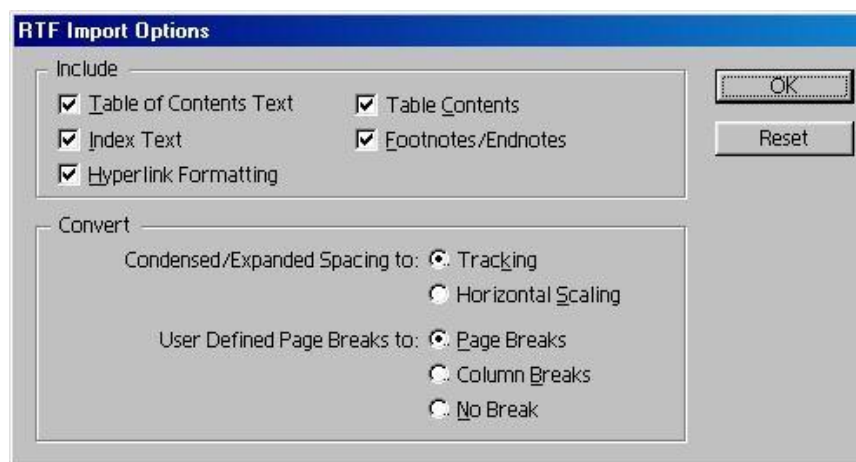 RTF Import Options
Include
Table of Contents Text
Table Contents
Index Text
Footnotes/Endnotes
Hyperlink Formatting
OK
Reset
Convert
Condensed/Expanded Spacing to: Tracking
Horizontal Scaling
User Defined Page Breaks to: Page Breaks
Column Breaks
No Break